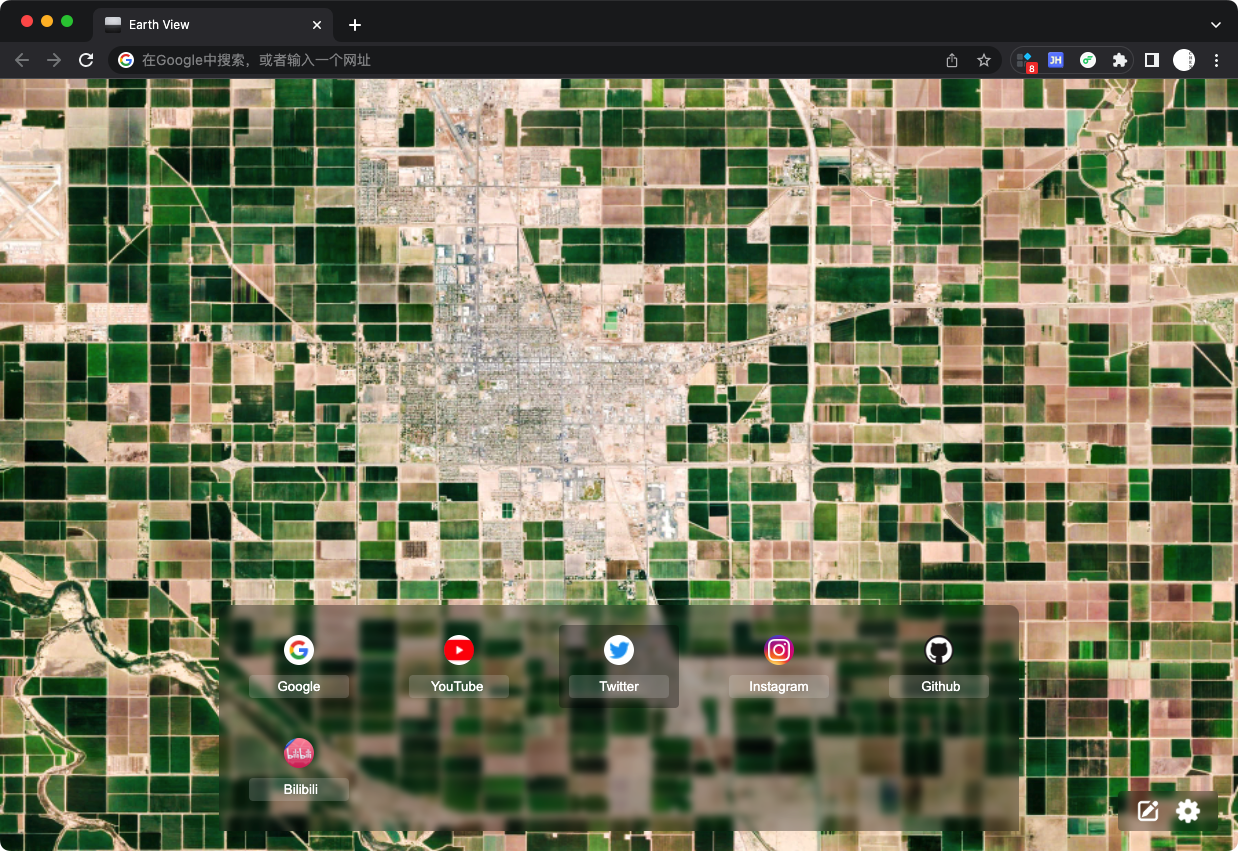 Earth View
在Google中搜索，或者输入一个网址
8
JH
Google
YouTube
Twitter
Instagram
Github
bilibili
Bilibili